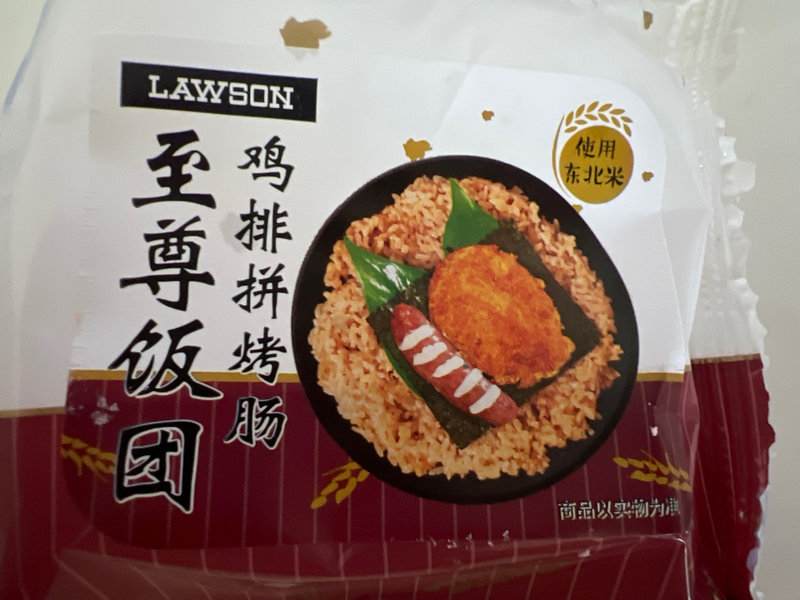 LAWSON
至尊饭团
鸡排拼烤肠
使用
东北米
商品以实物为准